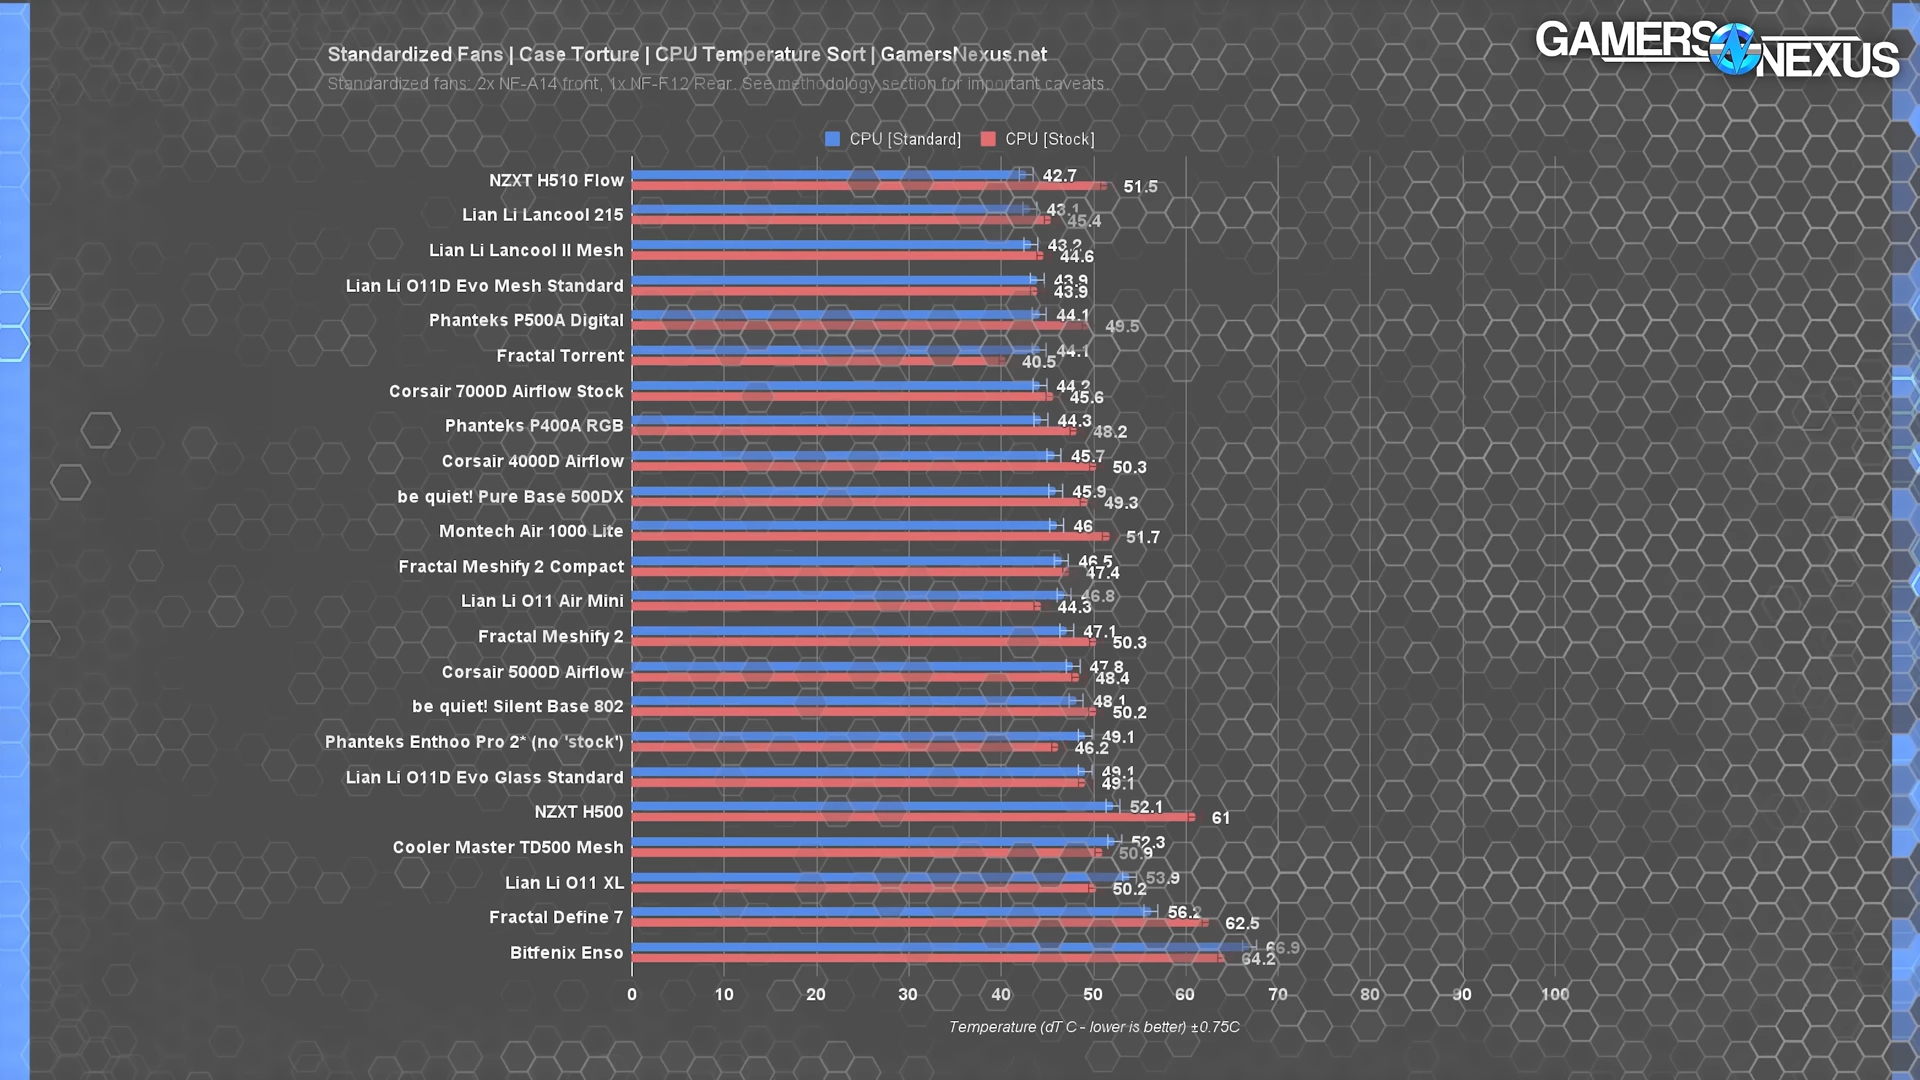 GAMERS NEXUS
Standardized Fans | Case Torture | CPU Temperature Sort | GamersNexus.net
Standardized fans: 2x NF-A14 front, 1x NF-F12 Rear. See methodology section for important caveats.
CPU [Standard] CPU [Stock]
NZXT H510 Flow 42.7
51.5
Lian Li Lancool 215 43.1
45.4
Lian Li Lancool II Mesh 43.2
44.6
Lian Li O11D Evo Mesh Standard 43.9
43.9
Phanteks P500A Digital 44.1
49.5
Fractal Torrent 44.1
40.5
Corsair 7000D Airflow Stock 44.2
45.6
Phanteks P400A RGB 44.3
48.2
Corsair 4000D Airflow 45.7
50.3
be quiet! Pure Base 500DX 45.9
49.3
Montech Air 1000 Lite 46
51.7
Fractal Meshify 2 Compact 46.5
47.4
Lian Li O11 Air Mini 46.8
44.3
Fractal Meshify 2 47.1
50.3
Corsair 5000D Airflow 47.8
48.4
be quiet! Silent Base 802 48.1
50.2
Phanteks Enthoo Pro 2* (no 'stock') 49.1
46.2
Lian Li O11D Evo Glass Standard 49.1
49.1
NZXT H500 52.1
61
Cooler Master TD500 Mesh 52.3
50.9
Lian Li O11 XL 53.9
50.2
Fractal Define 7 56.2
62.5
Bitfenix Enso 66.9
64.2
0 10 20 30 40 50 60 70 80 90 100
Temperature (dT C - lower is better) ±0.75C